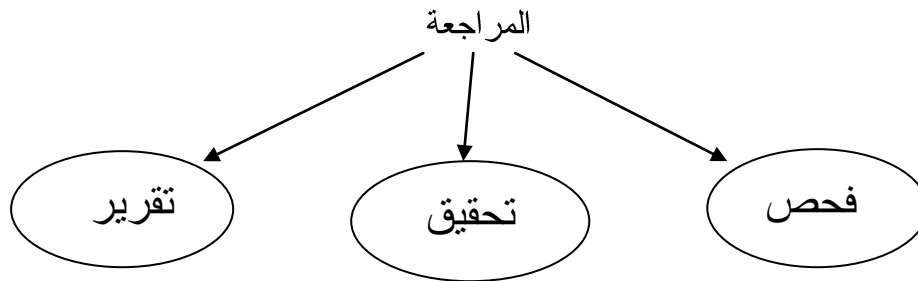 المراجعة
فحص
تحقيق
تقرير